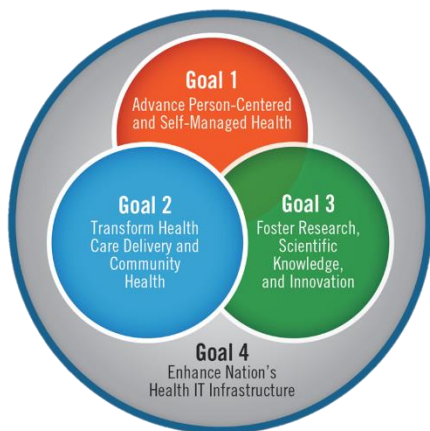 Goal 1
Advance Person-Centered
and Self-Managed Health
Goal 2
Transform Health
Care Delivery and
Community
Health
Goal 3
Foster Research,
Scientific
Knowledge,
and Innovation
Goal 4
Enhance Nation's
Health IT Infrastructure